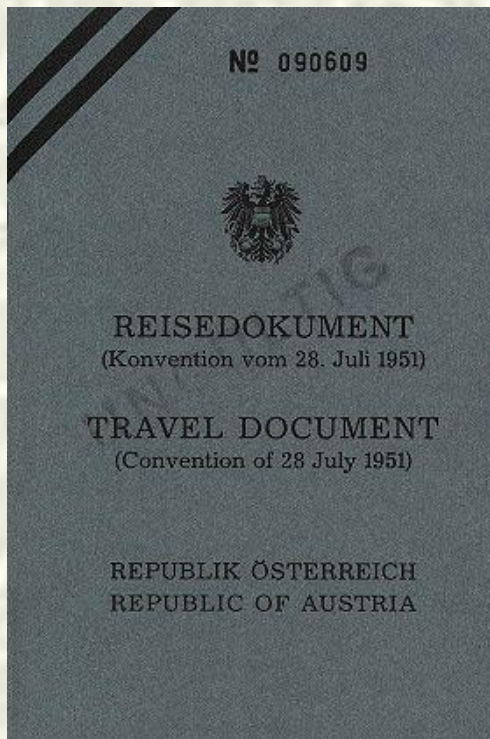 Nº 090609
REISEDOKUMENT
(Konvention vom 28. Juli 1951)
TRAVEL DOCUMENT
(Convention of 28 July 1951)
REPUBLIK ÖSTERREICH
REPUBLIC OF AUSTRIA